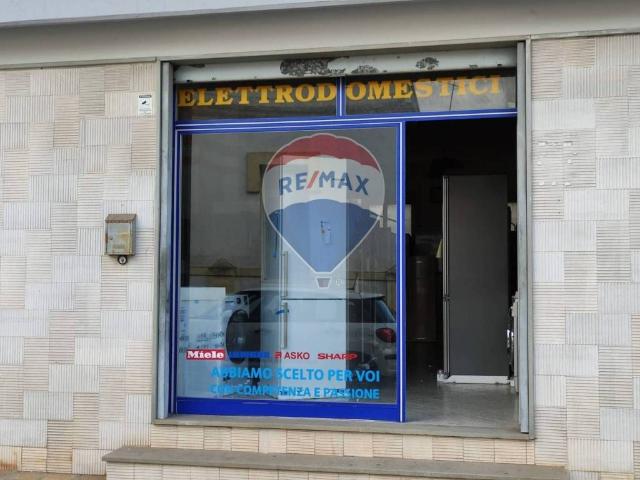 ELETTRODOMESTICI
RE/MAX
Miele ASKO SHARP
ABBIAMO SCELTO PER VOI
CON COMPETENZA E PASSIONE